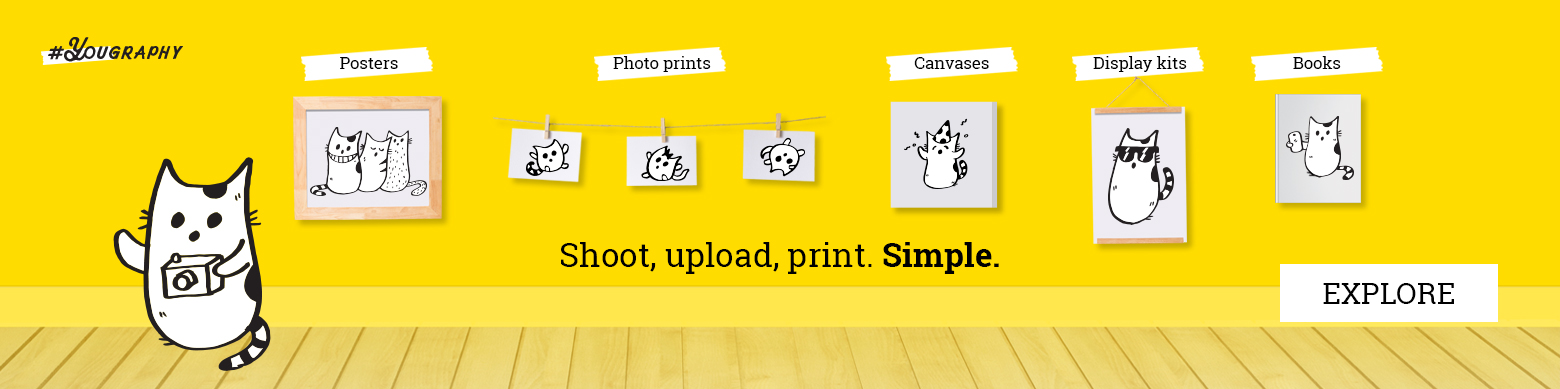 #YOUGRAPHY
Posters
Photo prints
Canvases
Display kits
Books
Shoot, upload, print. Simple.
EXPLORE